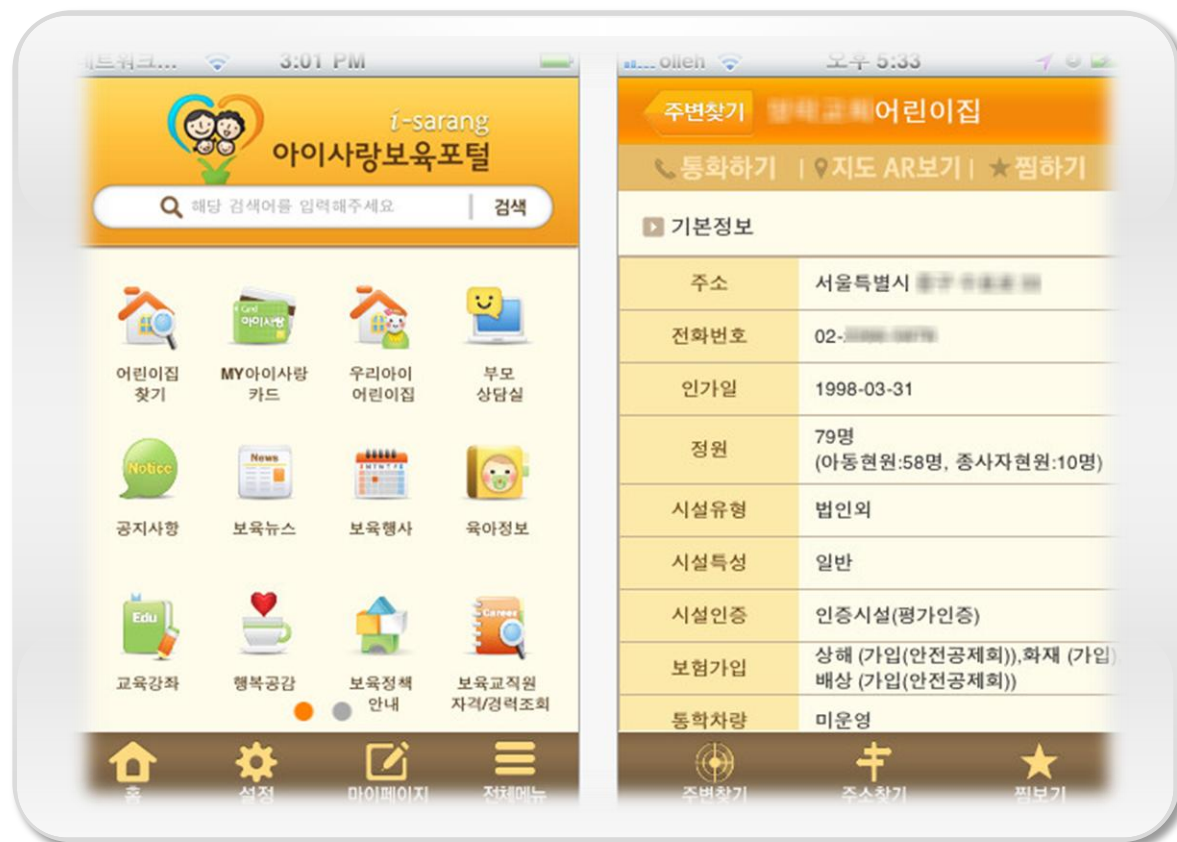 네트워크...
3:01 PM
i-sarang
아이사랑보육포털
해당 검색어를 입력해주세요
검색
Card
아이사랑
어린이집
찾기
MY아이사랑
카드
우리아이
어린이집
부모
상담실
Notice
News
공지사항
보육뉴스
보육행사
육아정보
Edu
Career
교육강좌
행복공감
보육정책
안내
보육교직원
자격/경력조회
홈
설정
마이페이지
전체메뉴
olleh
오후 5:33
주변찾기
어린이집
통화하기 | 지도 AR보기 | 찜하기
기본정보
주소 서울특별시
전화번호 02-
인가일 1998-03-31
정원 79명
(아동현원:58명, 종사자현원:10명)
시설유형 법인외
시설특성 일반
시설인증 인증시설(평가인증)
보험가입 상해 (가입(안전공제회)),화재 (가입)
배상 (가입(안전공제회))
통학차량 미운영
주변찾기
주소찾기
찜보기